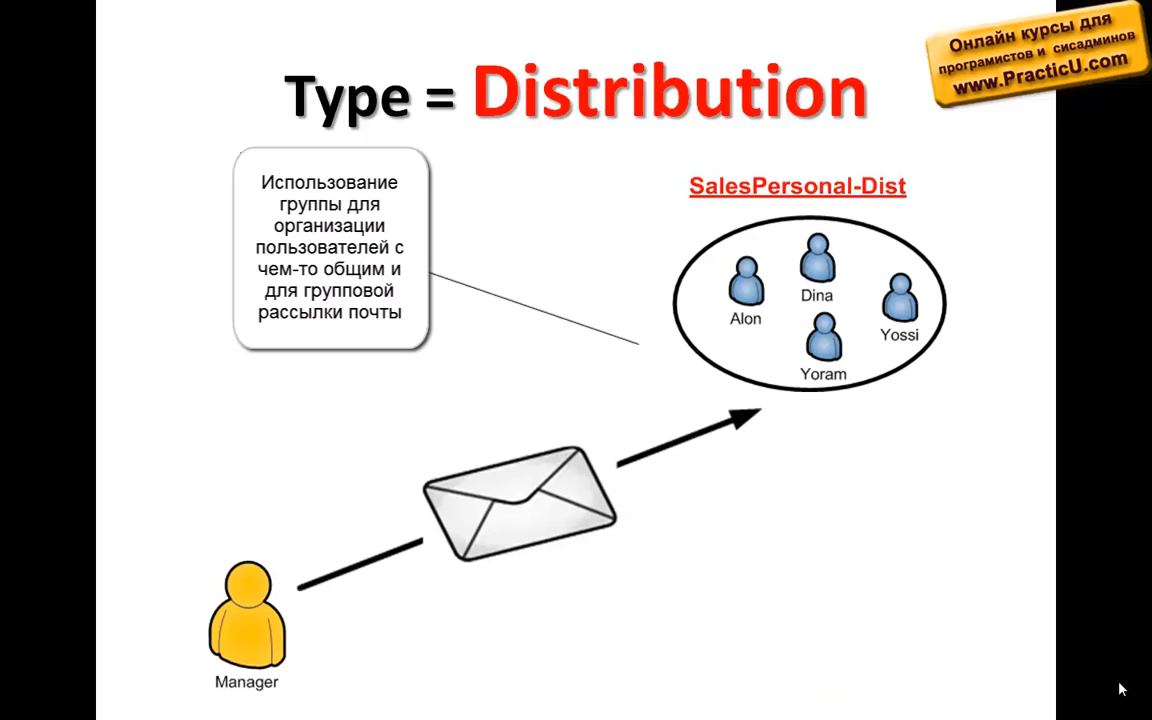 Онлайн курсы для
програмистов и сисадминов
www.PracticU.com
Type = Distribution
Использование
группы для
организации
пользователей с
чем-то общим и
для групповой
рассылки почты
SalesPersonal-Dist
Dina
Alon
Yossi
Yoram
Manager